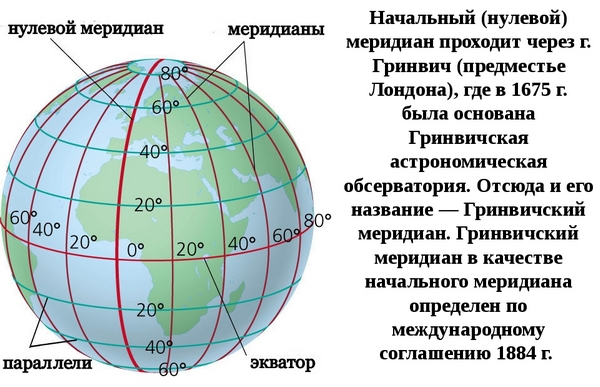 нулевой меридиан
меридианы
80°
60°
40°
20°
60°
40°
20°
0°
20°
40°
60°
80°
20°
40°
60°
параллели
экватор
Начальный (нулевой)
меридиан проходит через г.
Гринвич (предместье
Лондона), где в 1675 г.
была основана
Гринвичская
астрономическая
обсерватория. Отсюда и его
название — Гринвичский
меридиан. Гринвичский
меридиан в качестве
начального меридиана
определен по
международному
соглашению 1884 г.